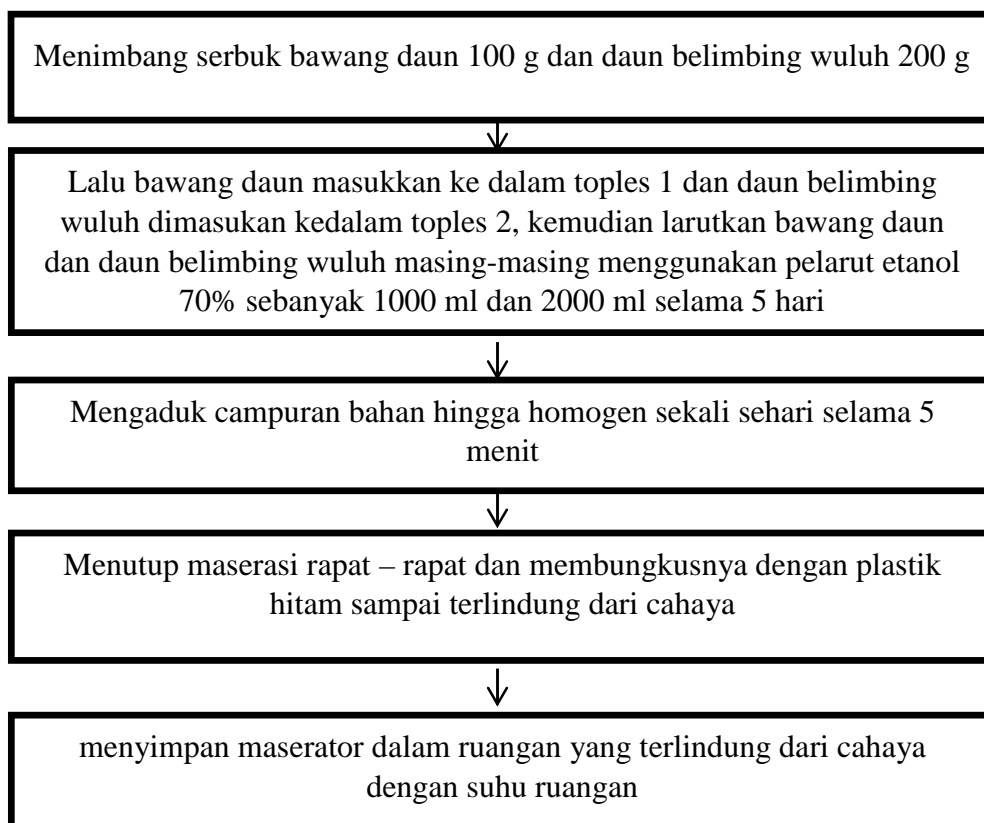 Menimbang serbuk bawang daun 100 g dan daun belimbing wuluh 200 g
Lalu bawang daun masukkan ke dalam toples 1 dan daun belimbing
wuluh dimasukan kedalam toples 2, kemudian larutkan bawang daun
dan daun belimbing wuluh masing-masing menggunakan pelarut etanol
70% sebanyak 1000 ml dan 2000 ml selama 5 hari
Mengaduk campuran bahan hingga homogen sekali sehari selama 5
menit
Menutup maserasi rapat – rapat dan membungkusnya dengan plastik
hitam sampai terlindung dari cahaya
menyimpan maserator dalam ruangan yang terlindung dari cahaya
dengan suhu ruangan